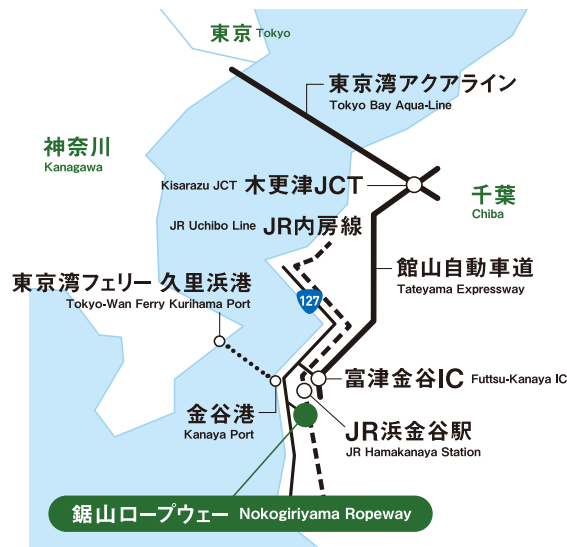 東京 Tokyo
東京湾アクアライン
Tokyo Bay Aqua-Line
神奈川
Kanagawa
Kisarazu JCT 木更津JCT
千葉
Chiba
JR Uchibo Line JR内房線
東京湾フェリー 久里浜港
Tokyo-Wan Ferry Kurihama Port
館山自動車道
Tateyama Expressway
127
富津金谷IC Futtsu-Kanaya IC
金谷港
Kanaya Port
JR浜金谷駅
JR Hamakanaya Station
鋸山ロープウェー Nokogiriyama Ropeway